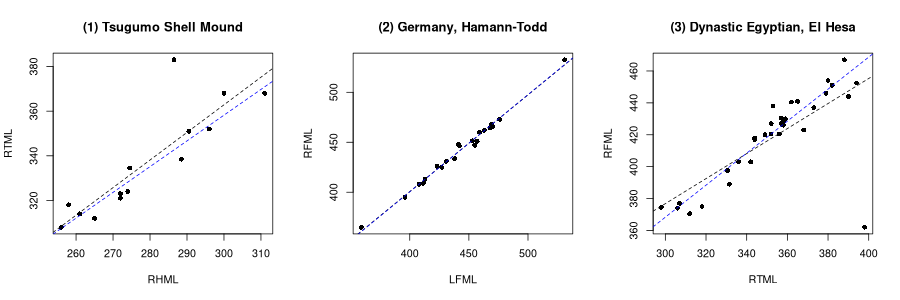 (1) Tsugumo Shell Mound
RTML
320 340 360 380
260 270 280 290 300 310
RHML
(2) Germany, Hamann-Todd
RFML
400 450 500
400 450 500
LFML
(3) Dynastic Egyptian, El Hesa
RFML
360 380 400 420 440 460
300 320 340 360 380 400
RTML